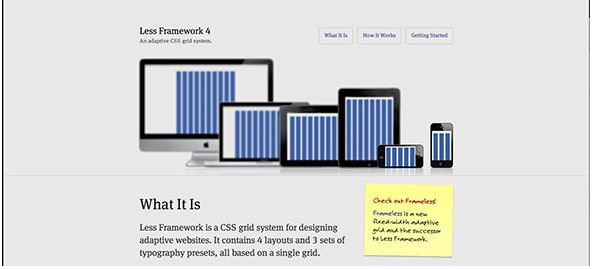 Less Framework 4
An adaptive CSS grid system.
What It Is
How It Works
Getting Started
What It Is
Less Framework is a CSS grid system for designing
adaptive websites. It contains 4 layouts and 3 sets of
typography presets, all based on a single grid.
Check out Frameless!
Frameless is a new
fixed-width adaptive
grid and the successor
to Less Framework.